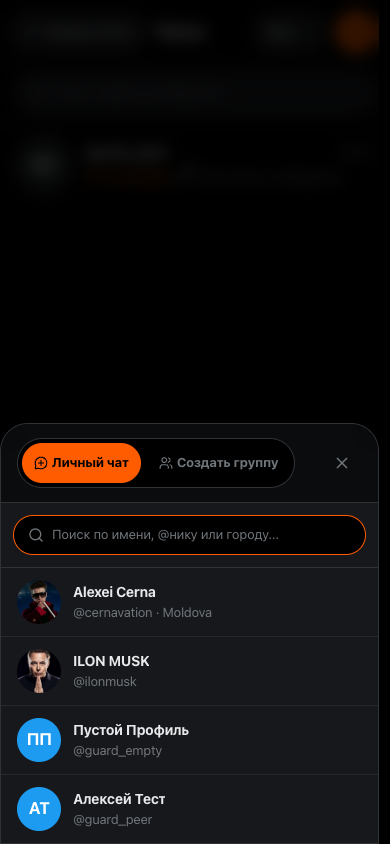 Личный чат
Создать группу
Поиск по имени, @нику или городу...
Alexei Cerna
@cernavation · Moldova
ILON MUSK
@ilonmusk
ПП
Пустой Профиль
@guard_empty
АТ
Алексей Тест
@guard_peer